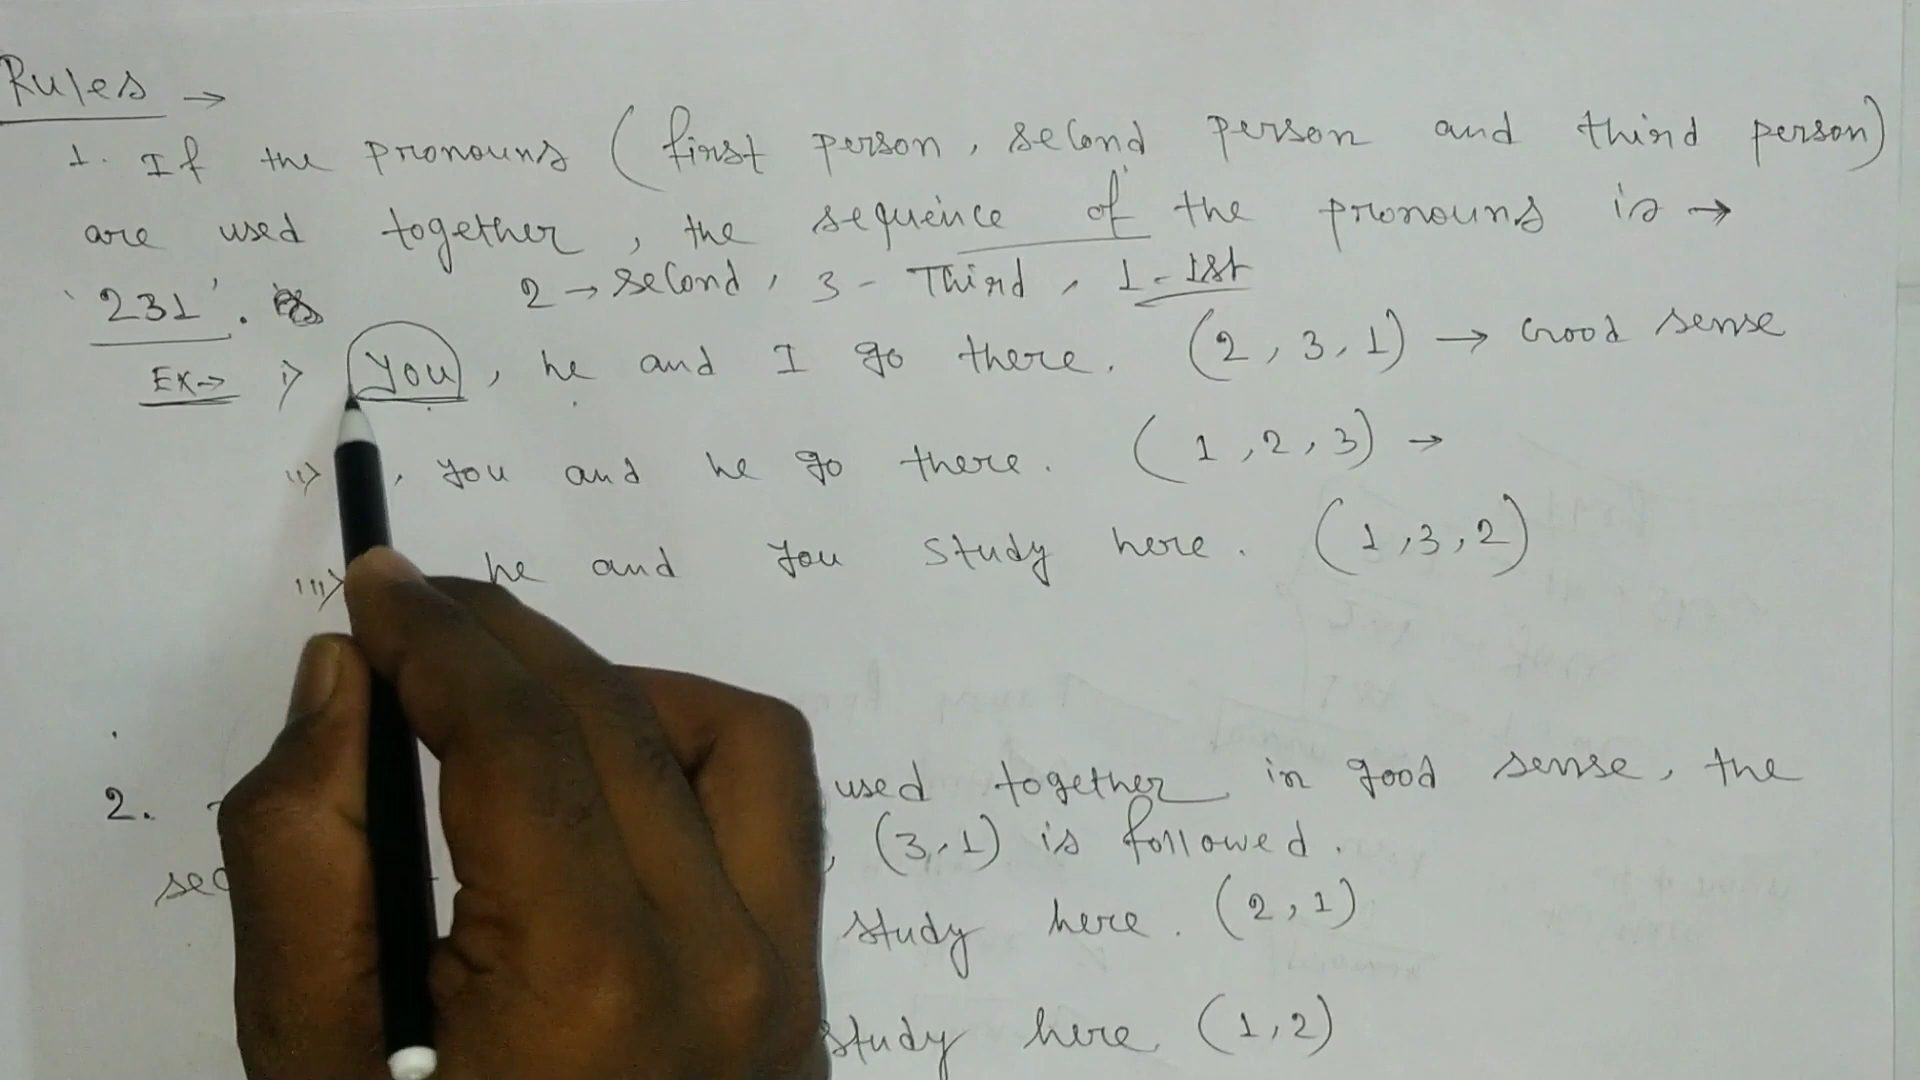 Rules →
1. If the pronouns (first person, second person and third person)
are used together, the sequence of the pronouns is →
'231'. 2 → second, 3 - Third, 1 - 1st
Ex→ i) You, he and I go there. (2, 3, 1) → Good sense
ii) , you and he go there. (1, 2, 3) →
iii) he and you study here. (1, 3, 2)
2. used together in good sense, the
, (3, 1) is followed.
study here. (2, 1)
study here (1, 2)